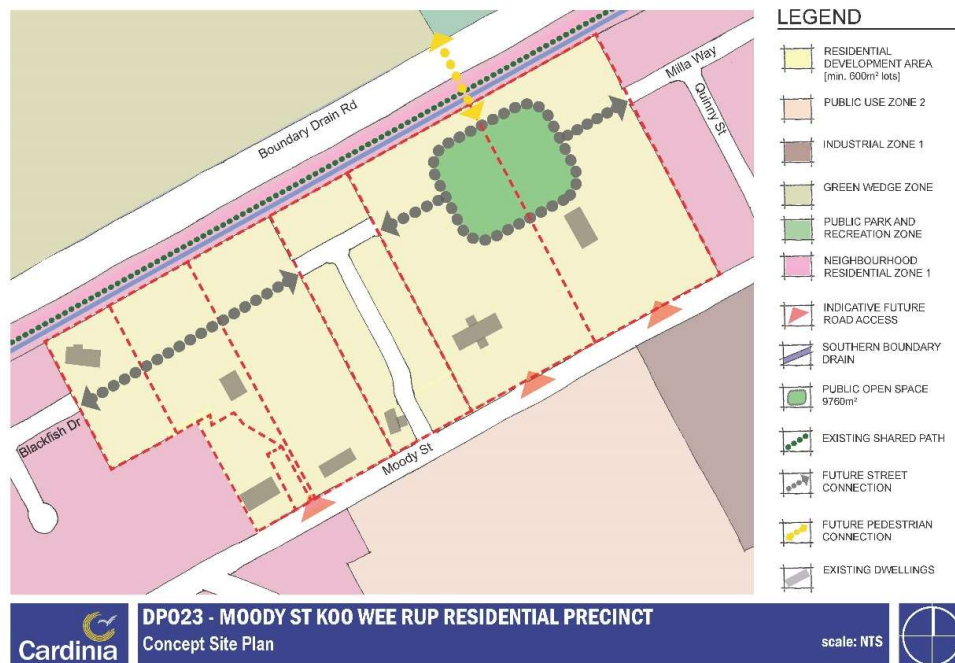 LEGEND
RESIDENTIAL
DEVELOPMENT AREA
[min. 600m² lots]
PUBLIC USE ZONE 2
INDUSTRIAL ZONE 1
GREEN WEDGE ZONE
PUBLIC PARK AND
RECREATION ZONE
NEIGHBOURHOOD
RESIDENTIAL ZONE 1
INDICATIVE FUTURE
ROAD ACCESS
SOUTHERN BOUNDARY
DRAIN
PUBLIC OPEN SPACE
9760m²
EXISTING SHARED PATH
FUTURE STREET
CONNECTION
FUTURE PEDESTRIAN
CONNECTION
EXISTING DWELLINGS
Boundary Drain Rd
Milla Way
Quinny St
Blackfish Dr
Moody St
Cardinia
DPO23 - MOODY ST KOO WEE RUP RESIDENTIAL PRECINCT
Concept Site Plan
scale: NTS